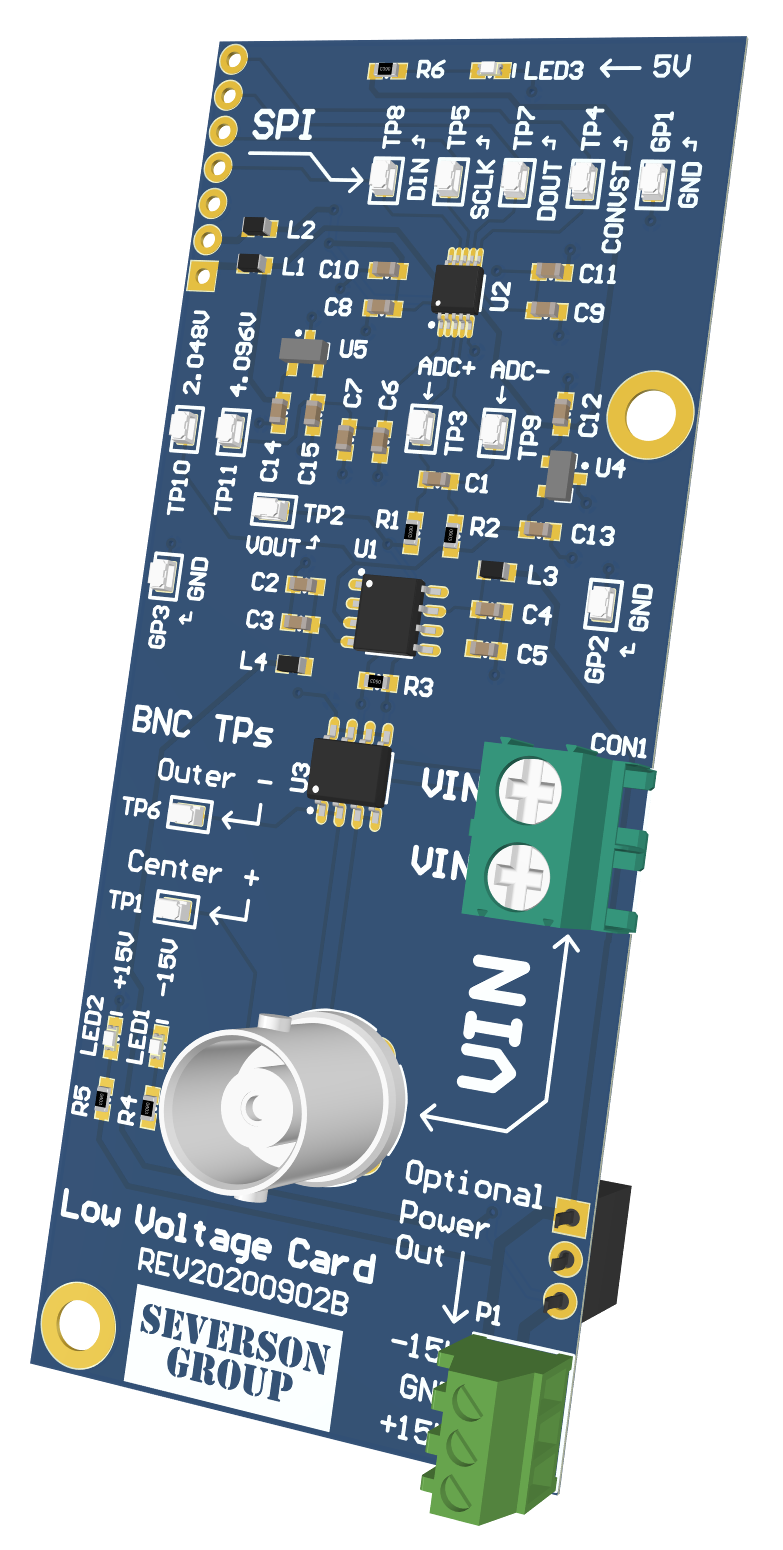 R6
LED3
5V
SPI
TP8
TP5
TP7
TP4
GP1
DIN
SCLK
DOUT
CONVST
GND
L2
L1
C10
C11
C8
U2
C9
2.048V
4.096V
U5
ADC+
ADC-
C7
C6
C12
TP3
TP9
TP10
TP11
C14
C15
U4
C1
TP2
R1
R2
C13
VOUT
U1
L3
GND
GP3
C2
C4
GND
GP2
C3
C5
L4
R3
BNC TPs
CON1
Outer -
U3
VIN
TP6
VIN
Center +
TP1
+15V
-15V
VIN
LED2
LED1
R5
R4
Optional
Power
Out
Low Voltage Card
REV20200902B
P1
SEVERSON
GROUP
-15
GN
+15